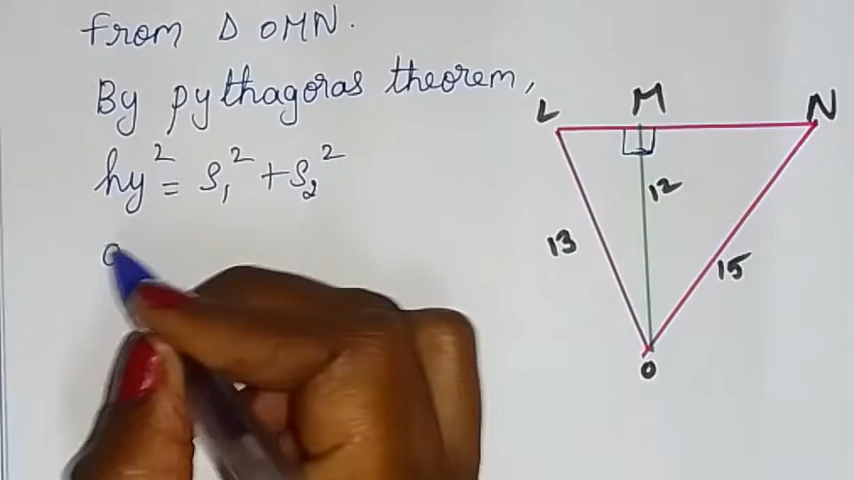 from Δ OMN.
By pythagoras theorem,
hy² = S₁² + S₂²
O
L M N
12
13
15
O